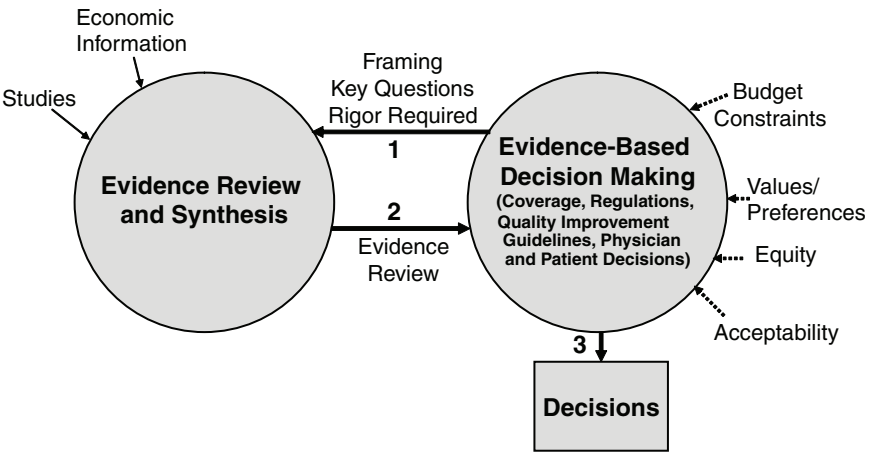 Economic
Information
Studies
Evidence Review
and Synthesis
Framing
Key Questions
Rigor Required
1
2
Evidence
Review
Evidence-Based
Decision Making
(Coverage, Regulations,
Quality Improvement
Guidelines, Physician
and Patient Decisions)
Budget
Constraints
Values/
Preferences
Equity
Acceptability
3
Decisions